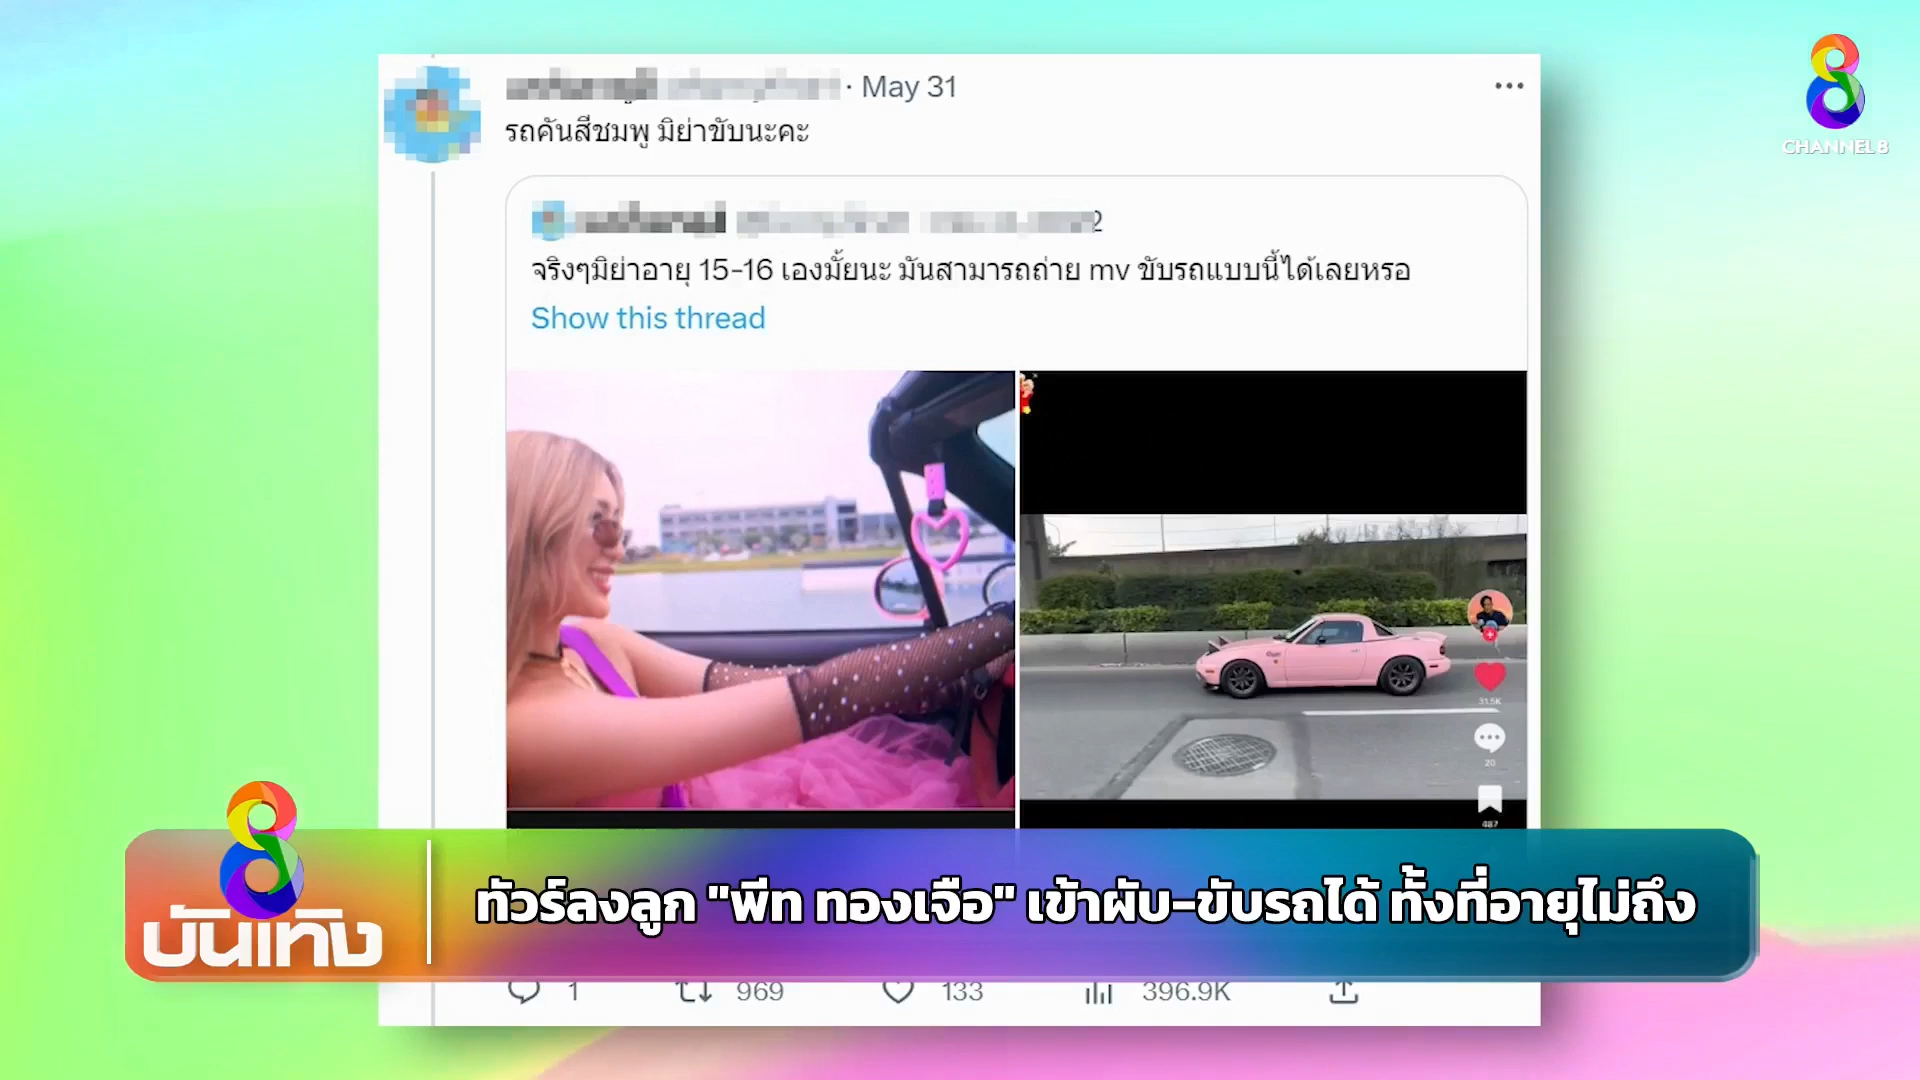 · May 31
รถคันสีชมพู มิย่าขับนะคะ
CHANNEL 8
2
จริงๆมิย่าอายุ 15-16 เองมั้ยนะ มันสามารถถ่าย mv ขับรถแบบนี้ได้เลยหรอ
Show this thread
31.5K
20
487
บันเทิง
ทัวร์ลงลูก "พีท ทองเจือ" เข้าผับ-ขับรถได้ ทั้งที่อายุไม่ถึง
1 969 133 396.9K